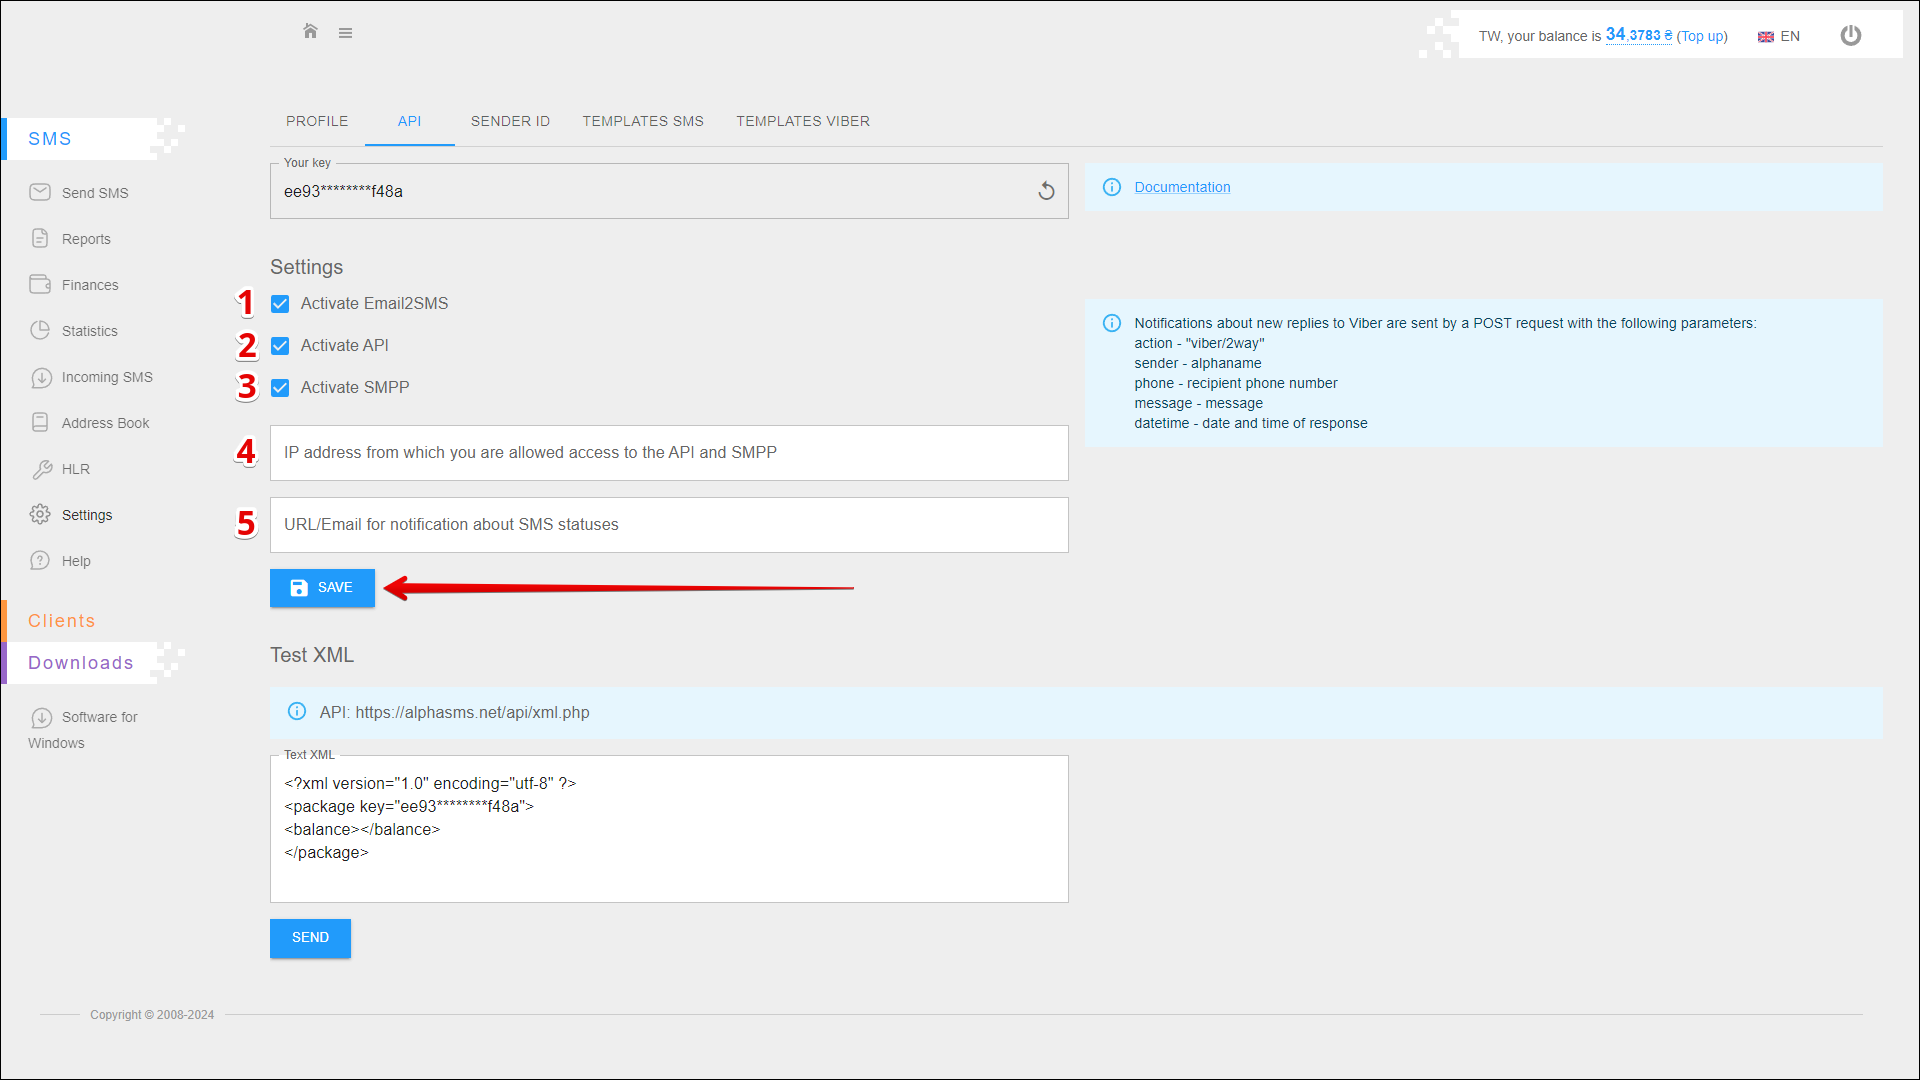 TW, your balance is 34,3783 ₴ (Top up) EN
SMS
Send SMS
Reports
Finances
Statistics
Incoming SMS
Address Book
HLR
Settings
Help
Clients
Downloads
Software for
Windows
PROFILE API SENDER ID TEMPLATES SMS TEMPLATES VIBER
Your key
ee93********f48a
Documentation
Settings
1 Activate Email2SMS
2 Activate API
3 Activate SMPP
4 IP address from which you are allowed access to the API and SMPP
5 URL/Email for notification about SMS statuses
SAVE
Notifications about new replies to Viber are sent by a POST request with the following parameters:
action - "viber/2way"
sender - alphaname
phone - recipient phone number
message - message
datetime - date and time of response
Test XML
API: https://alphasms.net/api/xml.php
Text XML
<?xml version="1.0" encoding="utf-8" ?>
<package key="ee93********f48a">
<balance></balance>
</package>
SEND
Copyright © 2008-2024